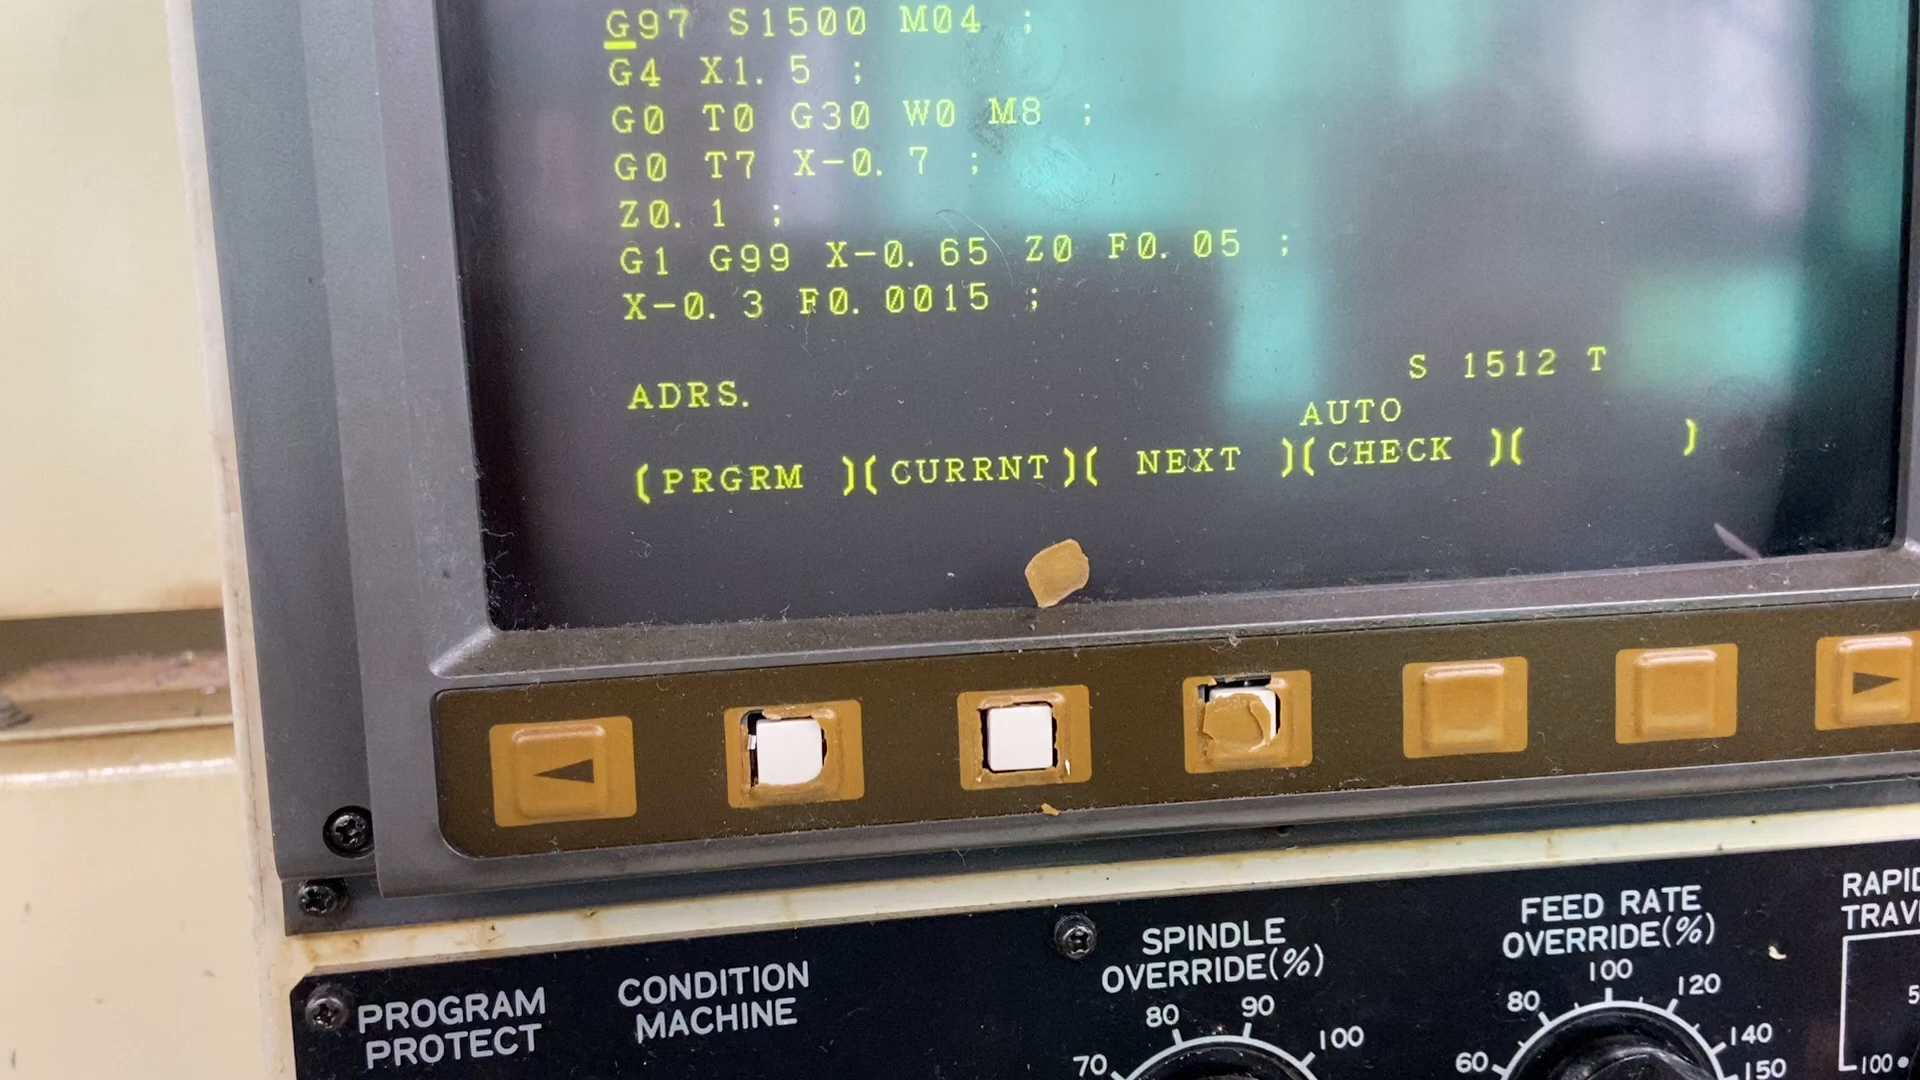 G97 S1500 M04 ;
G4 X1. 5 ;
G0 T0 G30 W0 M8 ;
G0 T7 X-0. 7 ;
Z0. 1 ;
G1 G99 X-0. 65 Z0 F0. 05 ;
X-0. 3 F0. 0015 ;
S 1512 T
ADRS.
AUTO
(PRGRM )(CURRNT)( NEXT )(CHECK )( )
PROGRAM
PROTECT
CONDITION
MACHINE
SPINDLE
OVERRIDE(%)
70 80 90 100
FEED RATE
OVERRIDE(%)
60 80 100 120 140 150
100